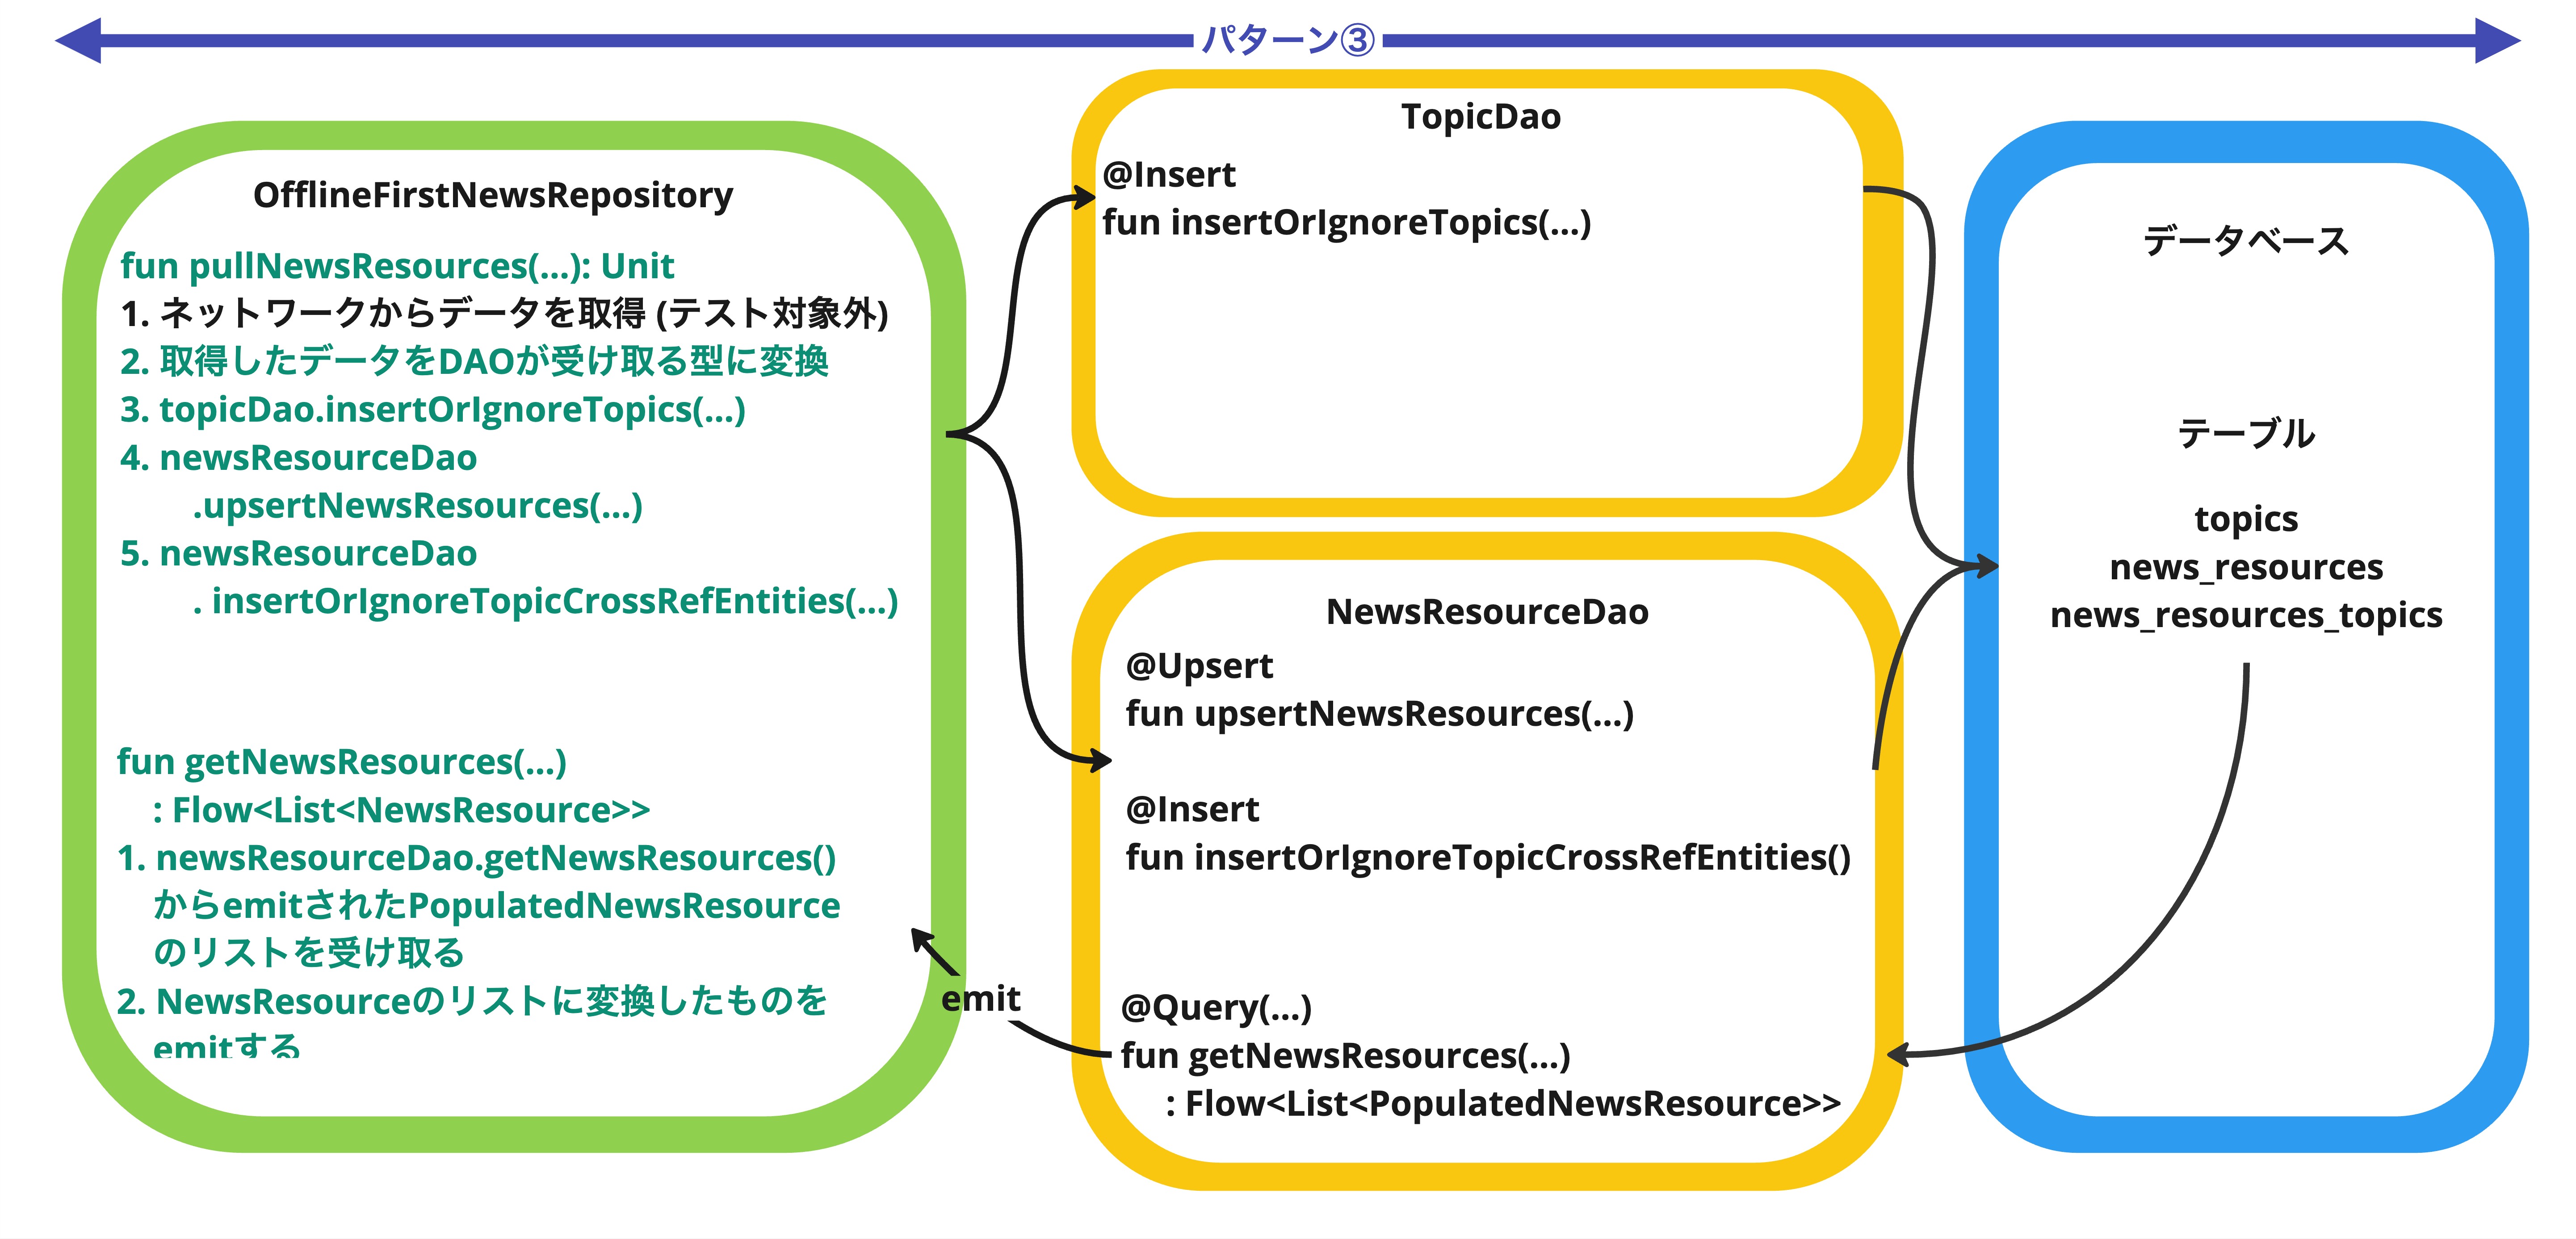 パターン③
OfflineFirstNewsRepository
fun pullNewsResources(...): Unit
1. ネットワークからデータを取得 (テスト対象外)
2. 取得したデータをDAOが受け取る型に変換
3. topicDao.insertOrIgnoreTopics(...)
4. newsResourceDao
.upsertNewsResources(...)
5. newsResourceDao
. insertOrIgnoreTopicCrossRefEntities(...)
fun getNewsResources(...)
: Flow<List<NewsResource>>
1. newsResourceDao.getNewsResources()
からemitされたPopulatedNewsResource
のリストを受け取る
2. NewsResourceのリストに変換したものを
emitする
emit
TopicDao
@Insert
fun insertOrIgnoreTopics(...)
NewsResourceDao
@Upsert
fun upsertNewsResources(...)
@Insert
fun insertOrIgnoreTopicCrossRefEntities()
@Query(...)
fun getNewsResources(...)
: Flow<List<PopulatedNewsResource>>
データベース
テーブル
topics
news_resources
news_resources_topics